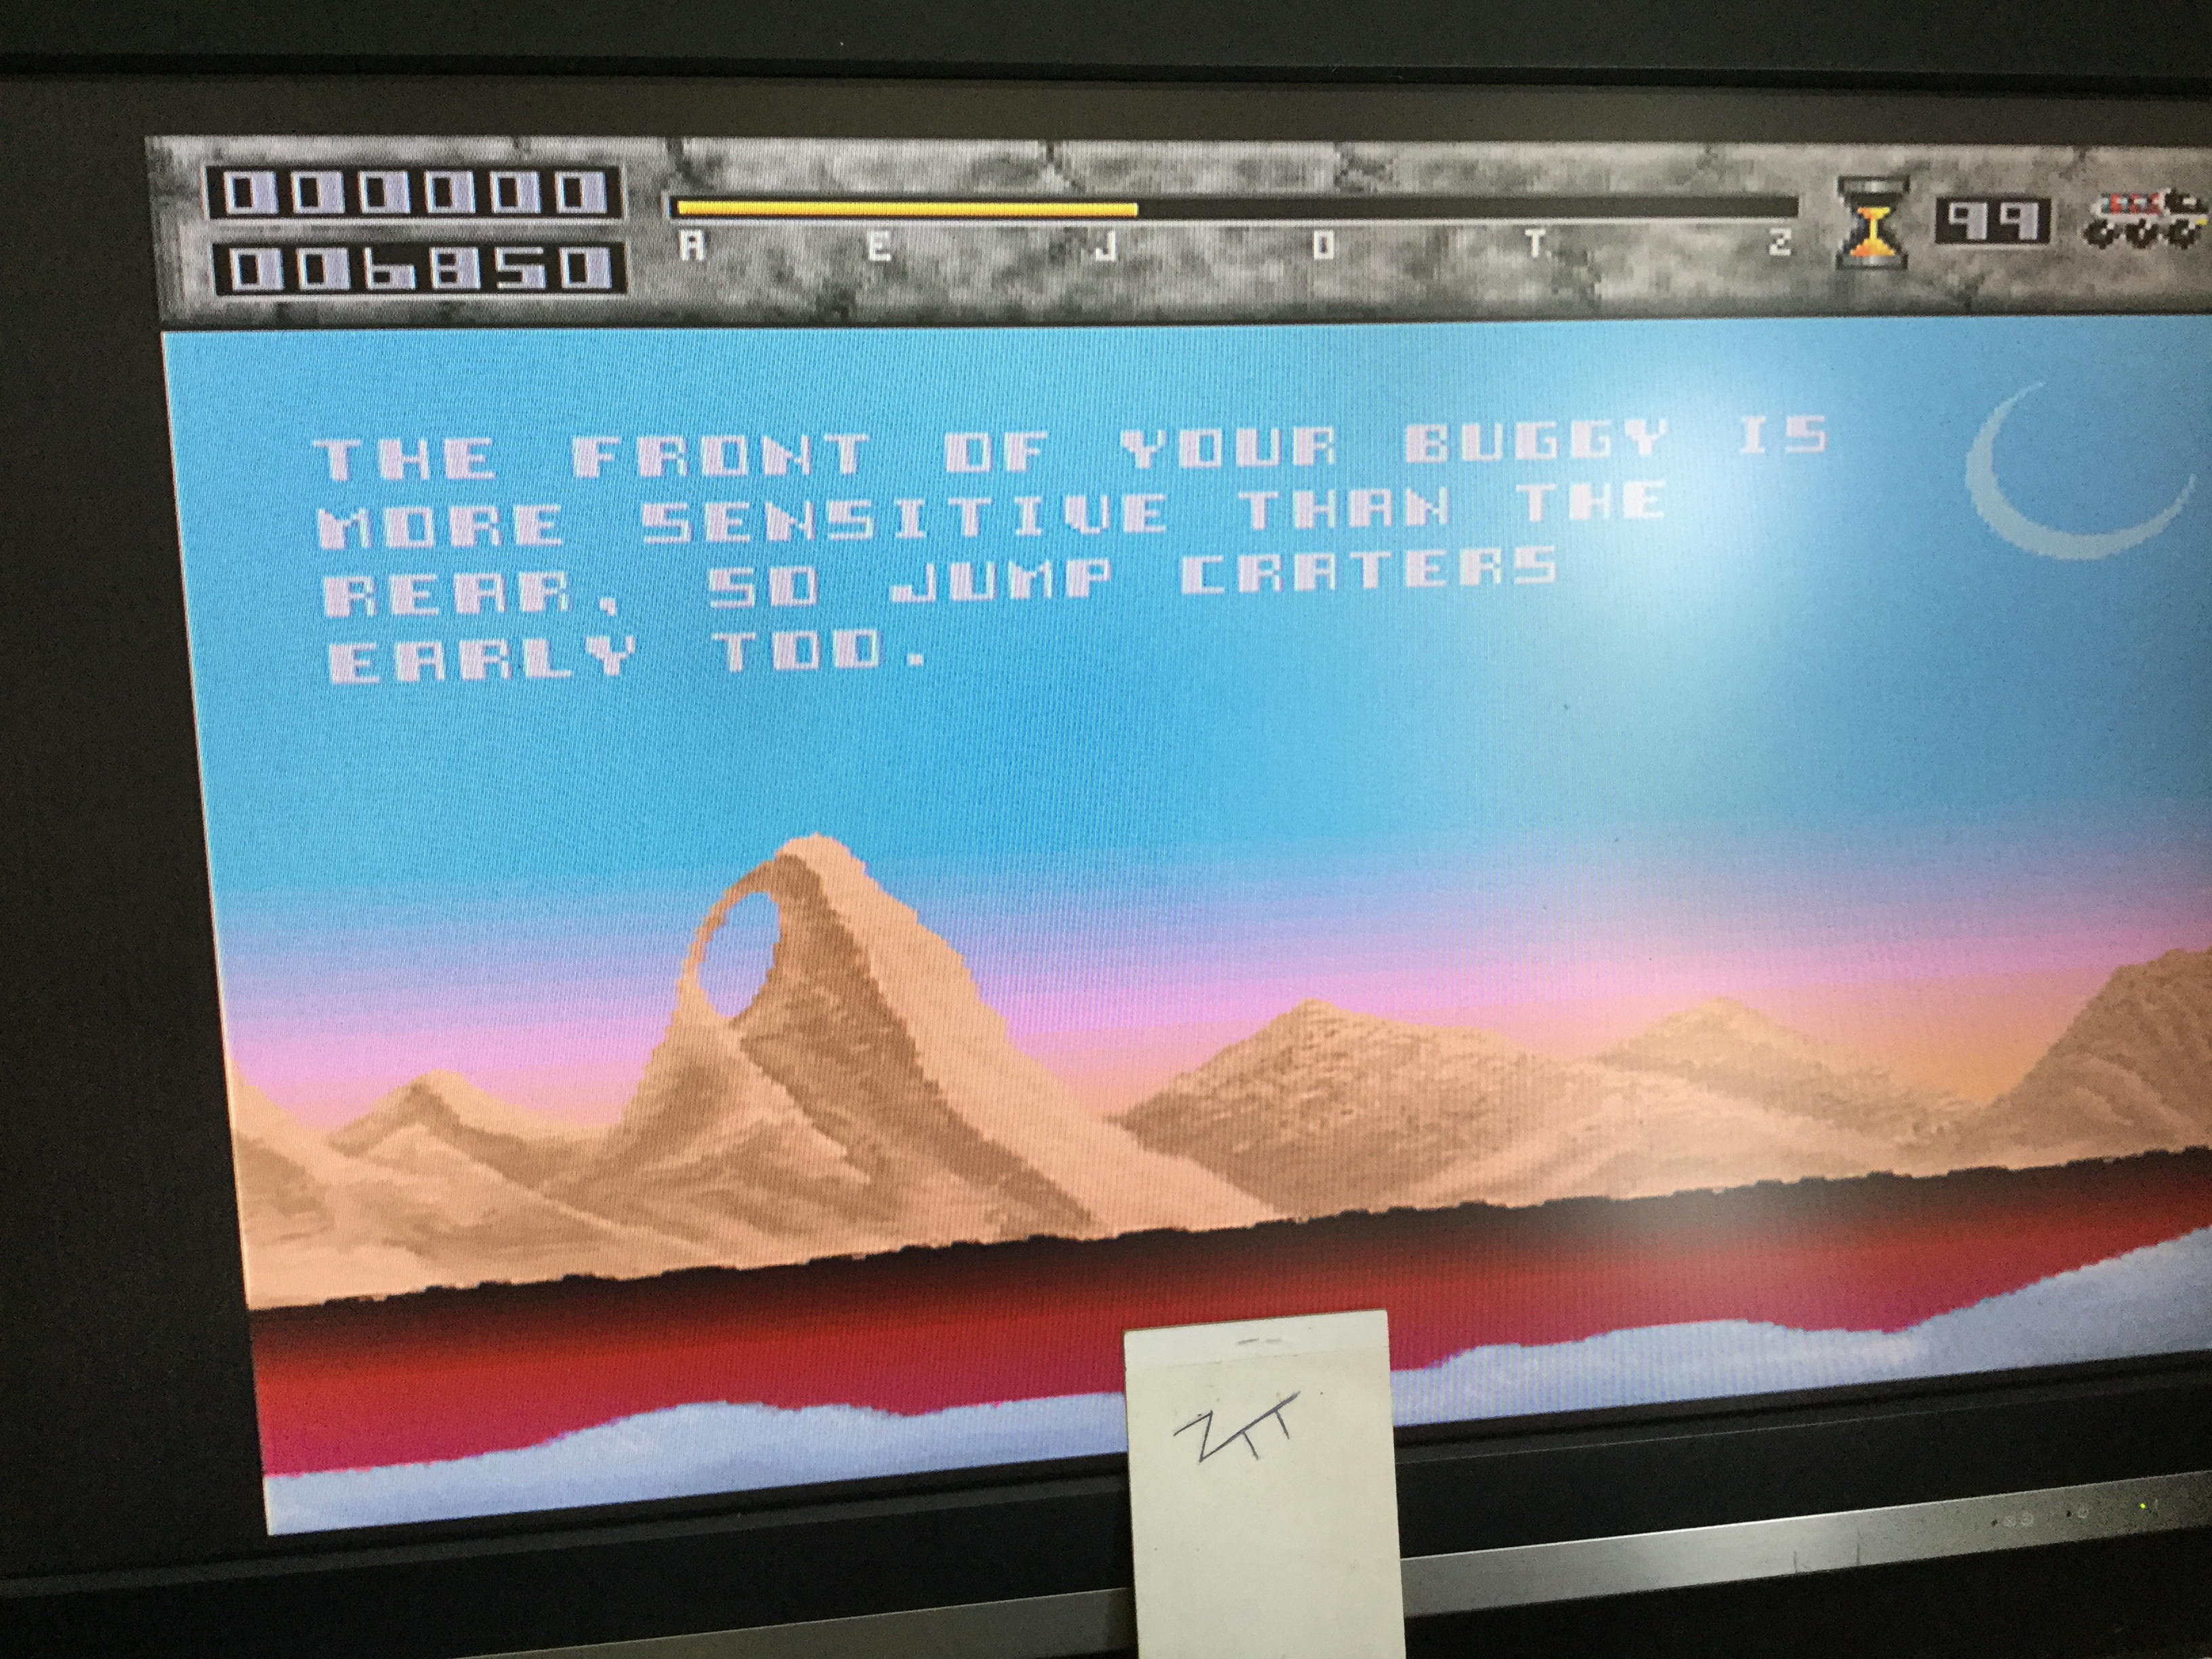 000000
006850
A E J O T Z
99
THE FRONT OF YOUR BUGGY IS
MORE SENSITIVE THAN THE
REAR, SO JUMP CRATERS
EARLY TOO.